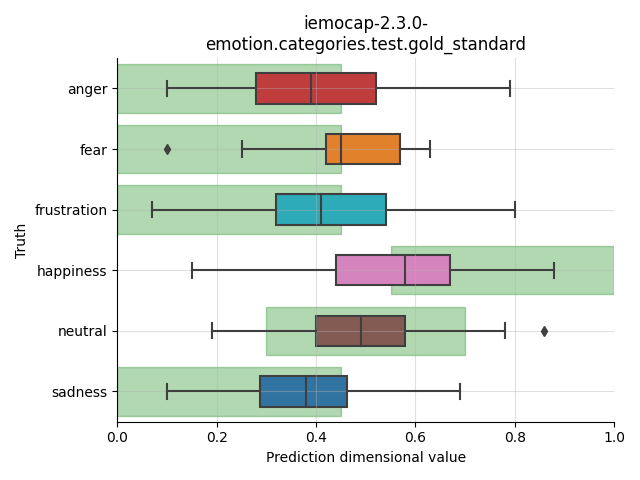 iemocap-2.3.0-
emotion.categories.test.gold_standard
Truth
anger
fear
frustration
happiness
neutral
sadness
0.0 0.2 0.4 0.6 0.8 1.0
Prediction dimensional value